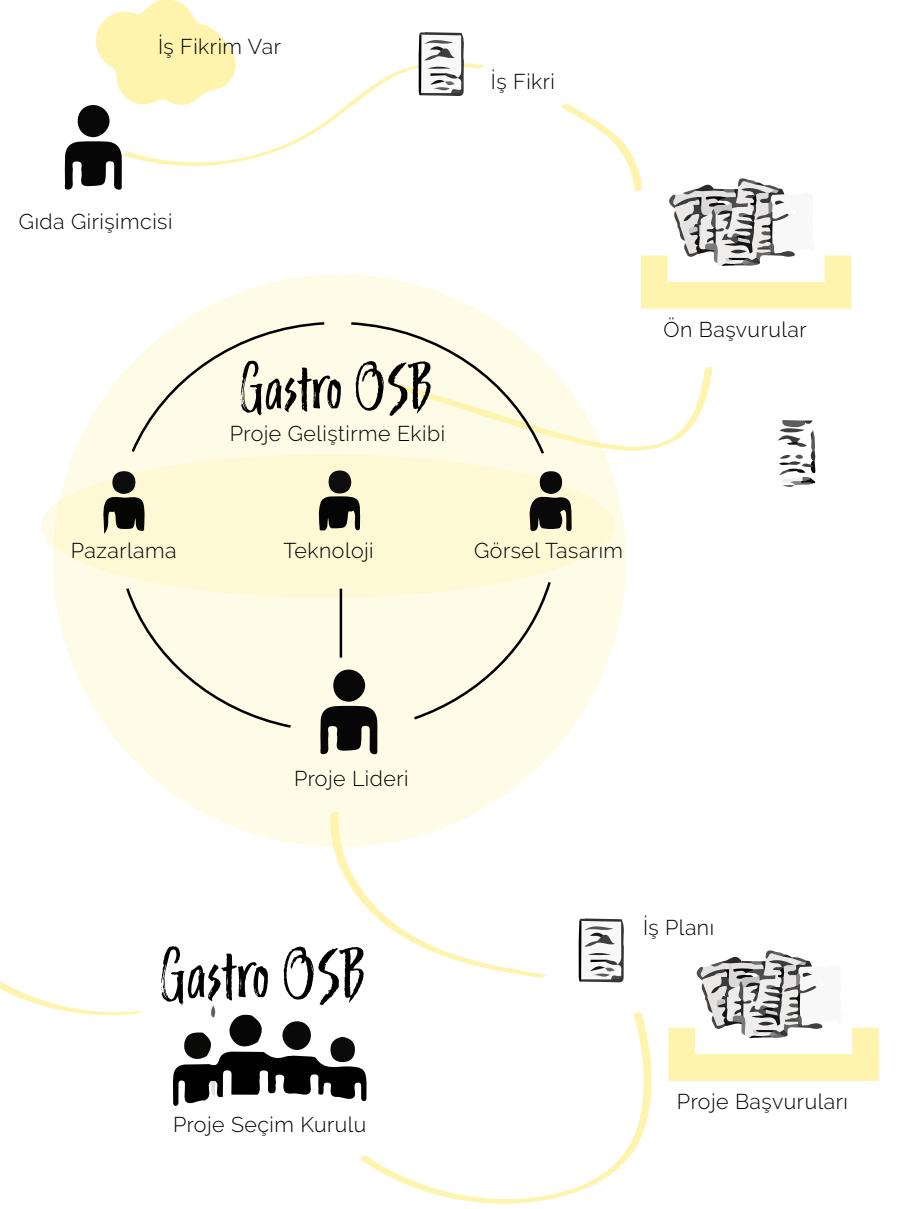 İş Fikrim Var
İş Fikri
Gıda Girişimcisi
Ön Başvurular
Gastro OSB
Proje Geliştirme Ekibi
Pazarlama
Teknoloji
Görsel Tasarım
Proje Lideri
İş Planı
Gastro OSB
Proje Başvuruları
Proje Seçim Kurulu